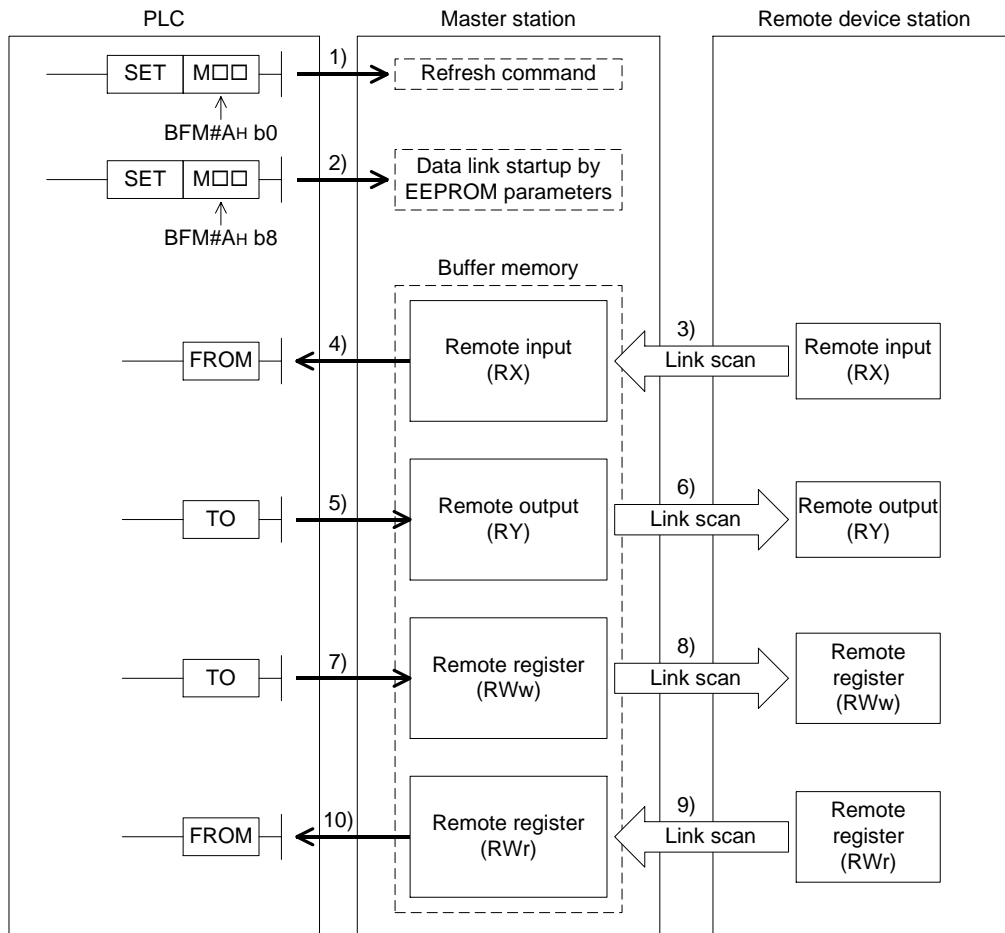 PLC
Master station
Remote device station
SET M□□
1)
Refresh command
BFM#AH b0
SET M□□
2)
Data link startup by
EEPROM parameters
BFM#AH b8
Buffer memory
FROM
4)
Remote input
(RX)
3)
Link scan
Remote input
(RX)
TO
5)
Remote output
(RY)
6)
Link scan
Remote output
(RY)
TO
7)
Remote register
(RWw)
8)
Link scan
Remote
register
(RWw)
FROM
10)
Remote register
(RWr)
9)
Link scan
Remote
register
(RWr)